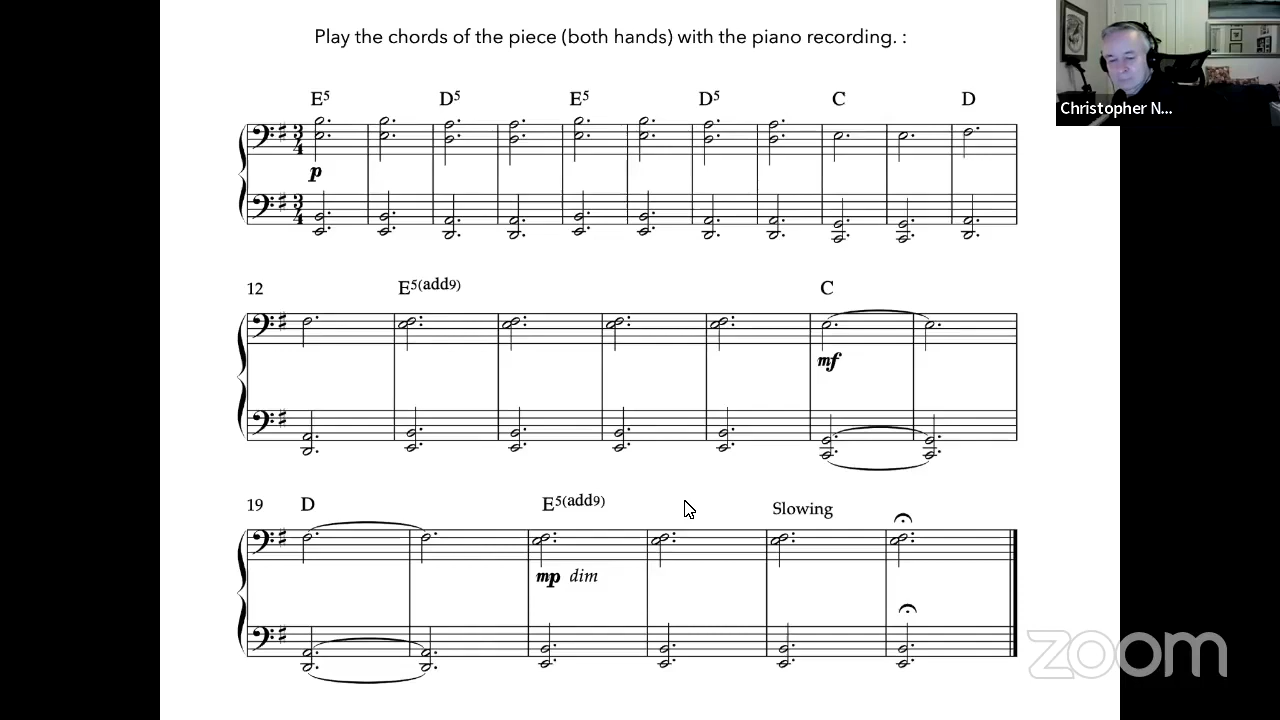 Play the chords of the piece (both hands) with the piano recording. :
Christopher N...
E5 D5 E5 D5 C D
3
4
p
3
4
12 E5(add9) C
mf
19 D E5(add9) Slowing
mp dim
zoom